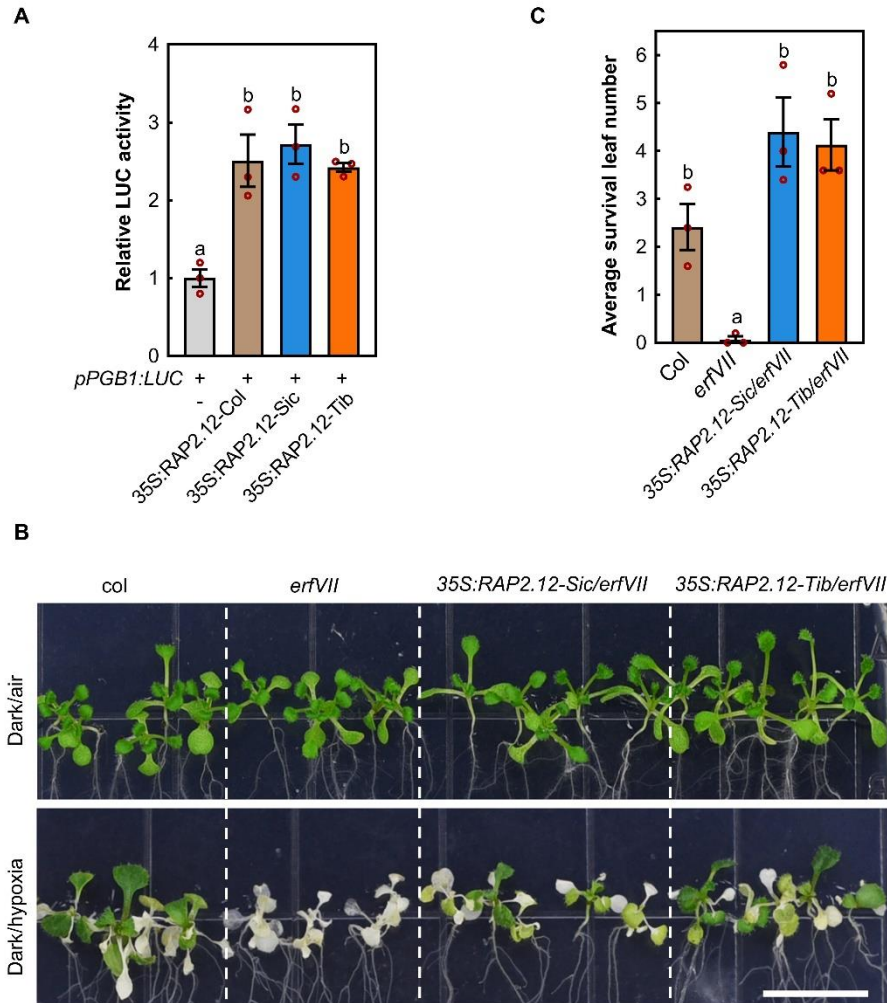 A
Relative LUC activity
4
3
2
1
0
a
b
b
b
pPGB1:LUC + + + +
-
35S:RAP2.12-Col
35S:RAP2.12-Sic
35S:RAP2.12-Tib
C
Average survival leaf number
6
5
4
3
2
1
0
b
a
b
b
Col
erfVII
35S:RAP2.12-Sic/erfVII
35S:RAP2.12-Tib/erfVII
B
col erfVII 35S:RAP2.12-Sic/erfVII 35S:RAP2.12-Tib/erfVII
Dark/air
Dark/hypoxia